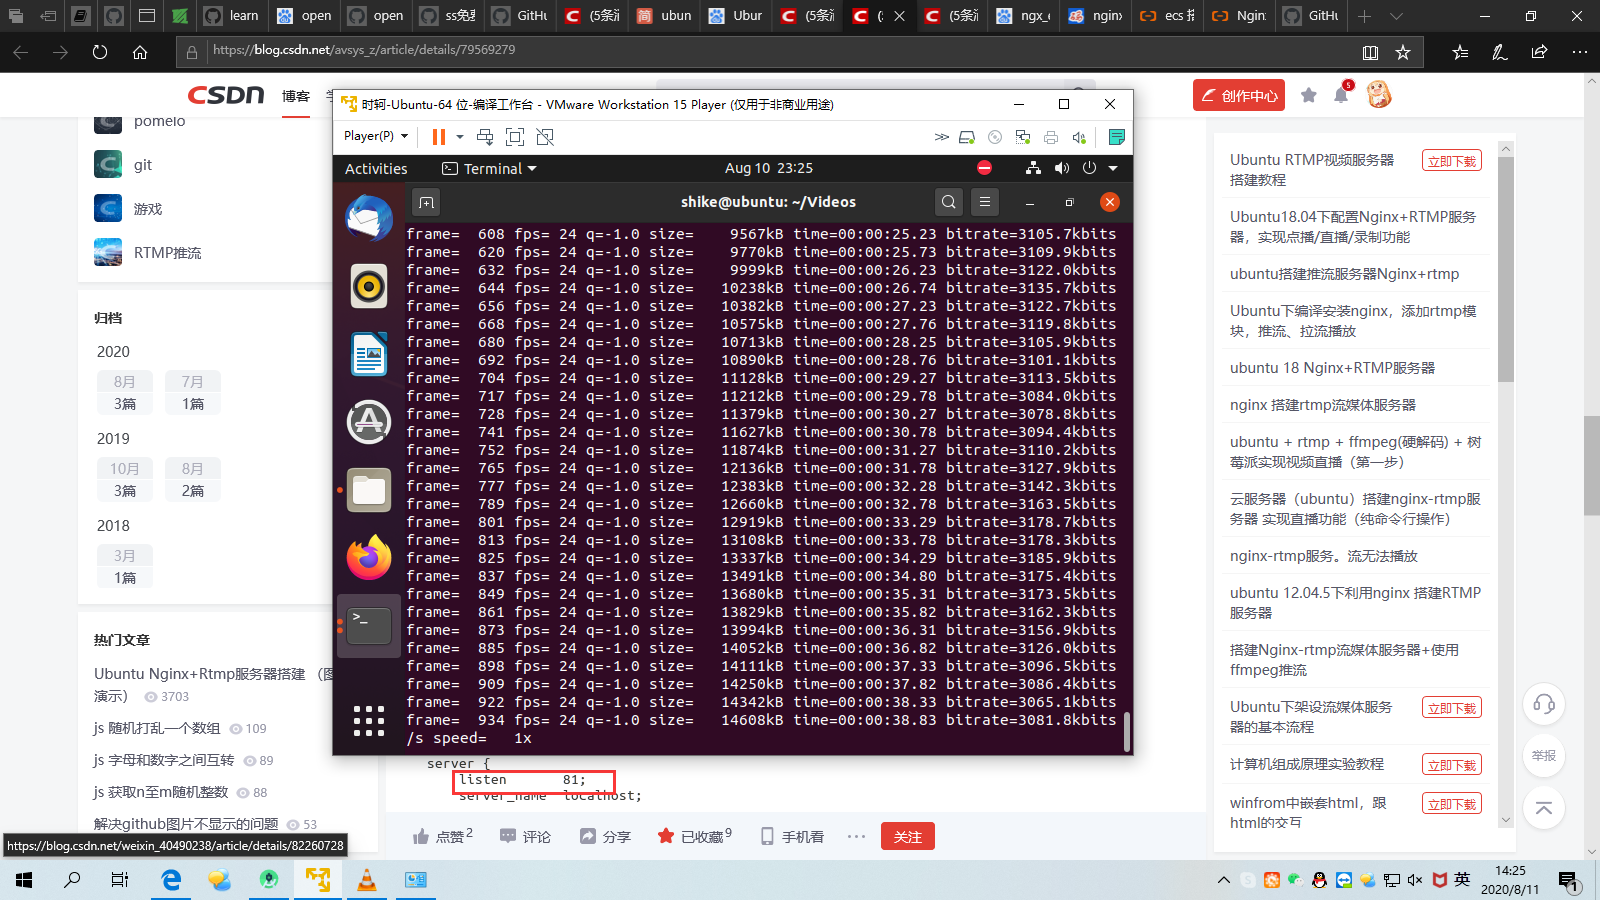 learn
open
open
ss免费
GitHu
(5条消
ubun
Ubur
(5条消
(5条消
ngx_c
nginx
ecs 搭
Nginx
GitHu
https://blog.csdn.net/avsys_z/article/details/79569279
CSDN
博客
创作中心
5
pomelo
git
游戏
RTMP推流
归档
2020
8月
7月
3篇
1篇
2019
10月
8月
3篇
2篇
2018
3月
1篇
热门文章
Ubuntu Nginx+Rtmp服务器搭建 （图
演示） 3703
js 随机打乱一个数组 109
js 字母和数字之间互转 89
js 获取n至m随机整数 88
解决github图片不显示的问题 53
https://blog.csdn.net/weixin_40490238/article/details/82260728
时轲-Ubuntu-64 位-编译工作台 - VMware Workstation 15 Player (仅用于非商业用途)
Player(P)
Activities
Terminal
Aug 10 23:25
shike@ubuntu: ~/Videos
frame= 608 fps= 24 q=-1.0 size= 9567kB time=00:00:25.23 bitrate=3105.7kbits
frame= 620 fps= 24 q=-1.0 size= 9770kB time=00:00:25.73 bitrate=3109.9kbits
frame= 632 fps= 24 q=-1.0 size= 9999kB time=00:00:26.23 bitrate=3122.0kbits
frame= 644 fps= 24 q=-1.0 size= 10238kB time=00:00:26.74 bitrate=3135.7kbits
frame= 656 fps= 24 q=-1.0 size= 10382kB time=00:00:27.23 bitrate=3122.7kbits
frame= 668 fps= 24 q=-1.0 size= 10575kB time=00:00:27.76 bitrate=3119.8kbits
frame= 680 fps= 24 q=-1.0 size= 10713kB time=00:00:28.25 bitrate=3105.9kbits
frame= 692 fps= 24 q=-1.0 size= 10890kB time=00:00:28.76 bitrate=3101.1kbits
frame= 704 fps= 24 q=-1.0 size= 11128kB time=00:00:29.27 bitrate=3113.5kbits
frame= 717 fps= 24 q=-1.0 size= 11212kB time=00:00:29.78 bitrate=3084.0kbits
frame= 728 fps= 24 q=-1.0 size= 11379kB time=00:00:30.27 bitrate=3078.8kbits
frame= 741 fps= 24 q=-1.0 size= 11627kB time=00:00:30.78 bitrate=3094.4kbits
frame= 752 fps= 24 q=-1.0 size= 11874kB time=00:00:31.27 bitrate=3110.2kbits
frame= 765 fps= 24 q=-1.0 size= 12136kB time=00:00:31.78 bitrate=3127.9kbits
frame= 777 fps= 24 q=-1.0 size= 12383kB time=00:00:32.28 bitrate=3142.3kbits
frame= 789 fps= 24 q=-1.0 size= 12660kB time=00:00:32.78 bitrate=3163.5kbits
frame= 801 fps= 24 q=-1.0 size= 12919kB time=00:00:33.29 bitrate=3178.7kbits
frame= 813 fps= 24 q=-1.0 size= 13108kB time=00:00:33.78 bitrate=3178.3kbits
frame= 825 fps= 24 q=-1.0 size= 13337kB time=00:00:34.29 bitrate=3185.9kbits
frame= 837 fps= 24 q=-1.0 size= 13491kB time=00:00:34.80 bitrate=3175.4kbits
frame= 849 fps= 24 q=-1.0 size= 13680kB time=00:00:35.31 bitrate=3173.5kbits
frame= 861 fps= 24 q=-1.0 size= 13829kB time=00:00:35.82 bitrate=3162.3kbits
frame= 873 fps= 24 q=-1.0 size= 13994kB time=00:00:36.31 bitrate=3156.9kbits
frame= 885 fps= 24 q=-1.0 size= 14052kB time=00:00:36.82 bitrate=3126.0kbits
frame= 898 fps= 24 q=-1.0 size= 14111kB time=00:00:37.33 bitrate=3096.5kbits
frame= 909 fps= 24 q=-1.0 size= 14250kB time=00:00:37.82 bitrate=3086.4kbits
frame= 922 fps= 24 q=-1.0 size= 14342kB time=00:00:38.33 bitrate=3065.1kbits
frame= 934 fps= 24 q=-1.0 size= 14608kB time=00:00:38.83 bitrate=3081.8kbits
/s speed= 1x
server {
listen 81;
server_name localhost;
点赞2
评论
分享
已收藏9
手机看
关注
Ubuntu RTMP视频服务器
搭建教程
立即下载
Ubuntu18.04下配置Nginx+RTMP服务
器，实现点播/直播/录制功能
ubuntu搭建推流服务器Nginx+rtmp
Ubuntu下编译安装nginx，添加rtmp模
块，推流、拉流播放
ubuntu 18 Nginx+RTMP服务器
nginx 搭建rtmp流媒体服务器
ubuntu + rtmp + ffmpeg(硬解码) + 树
莓派实现视频直播（第一步）
云服务器（ubuntu）搭建nginx-rtmp服
务器 实现直播功能（纯命令行操作）
nginx-rtmp服务。流无法播放
ubuntu 12.04.5下利用nginx 搭建RTMP
服务器
搭建Nginx-rtmp流媒体服务器+使用
ffmpeg推流
Ubuntu下架设流媒体服务
器的基本流程
立即下载
计算机组成原理实验教程
立即下载
winfrom中嵌套html，跟
html的交互
立即下载
举报
英
14:25
2020/8/11
1